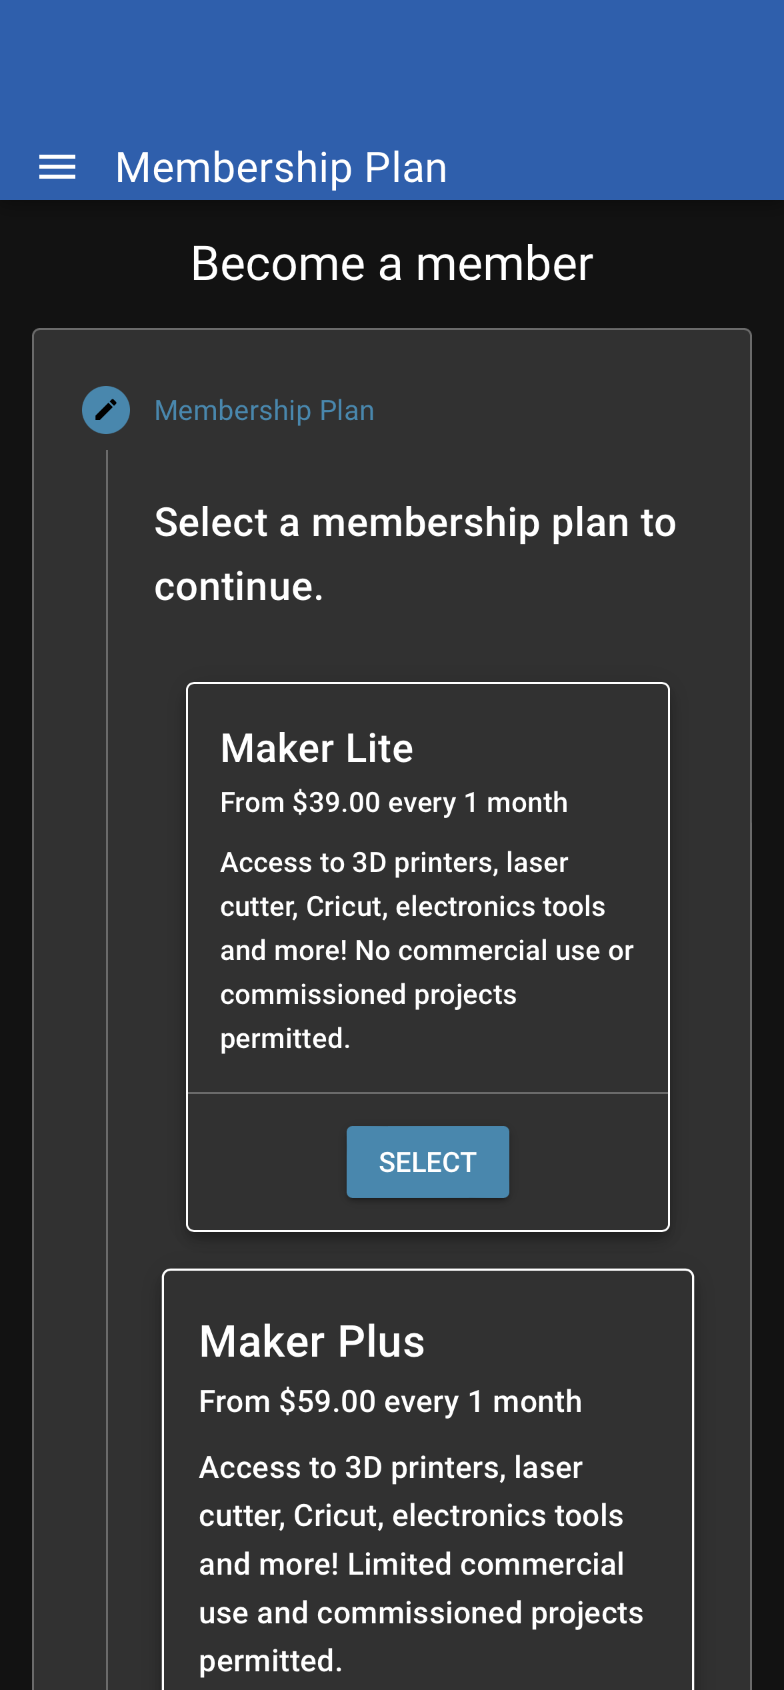 Membership Plan
Become a member
Membership Plan
Select a membership plan to
continue.
Maker Lite
From $39.00 every 1 month
Access to 3D printers, laser
cutter, Cricut, electronics tools
and more! No commercial use or
commissioned projects
permitted.
SELECT
Maker Plus
From $59.00 every 1 month
Access to 3D printers, laser
cutter, Cricut, electronics tools
and more! Limited commercial
use and commissioned projects
permitted.